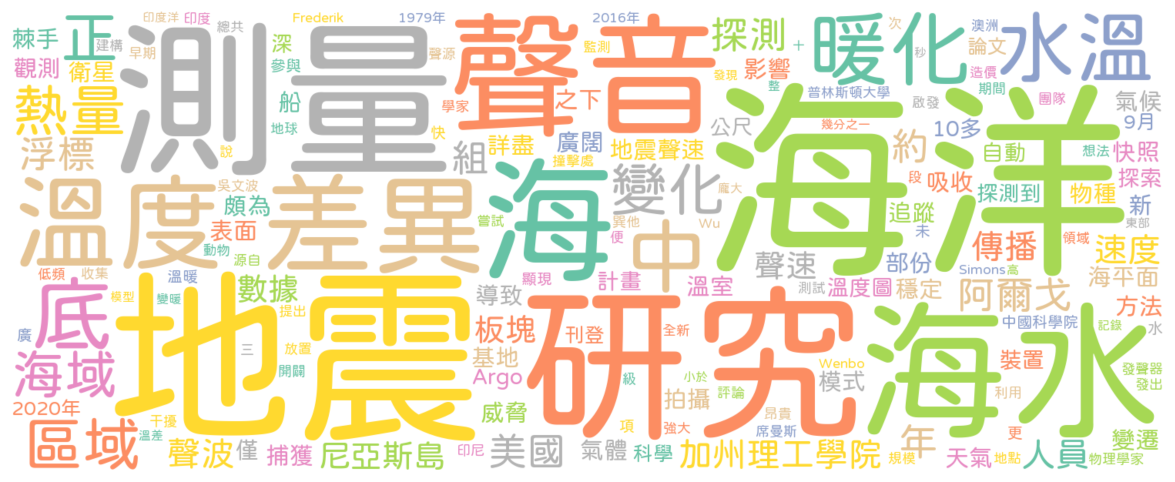 印度洋 印度 總共 Frederik 1979年 2016年 次 澳洲
棘手 正 建構 早期 測量 聲源 聲音 監測 探測 + 暖化 秒 論文 水溫
觀測 衛星 深 參與 船 學家 之下 發現 影響 整 普林斯頓大學 造價 期間 團隊 氣候
熱量 地球 快 詳盡 廣闊 公尺 幾分之一 約 10多 啟發 9月
浮標 說 組 撞擊處 地震聲速 海洋 自動 想法 快照
溫度 吳文波 差異 海 變化 龐大 段 吸收 探測到 物種 探索
頗為 表面 嘗試 異他 便 Wu 中 追蹤 未 新 東部
低頻 收集 動物 源自 溫暖 顯現 計畫 溫室 聲速 部份 傳播 領域 速度
底 模型 變暖 數據 提出 導致 測試 溫度圖 穩定 Simons 高 阿爾戈 海平面
廣 地震 板塊 刊登 研究 全新 海水 中國科學院 方法 記錄 水
海域 三 放置 開闢 基地 Argo 級 小於 評論 Wenbo 模式 裝置 發聲器 發出
2020年 干擾 威脅 項 強大 拍攝 昂貴 利用
區域 溫差 聲波 僅 捕獲 尼亞斯島 印尼 美國 氣體 科學 席曼斯 加州理工學院 規模 年 天氣 更 地點 人員 變遷 物理學家